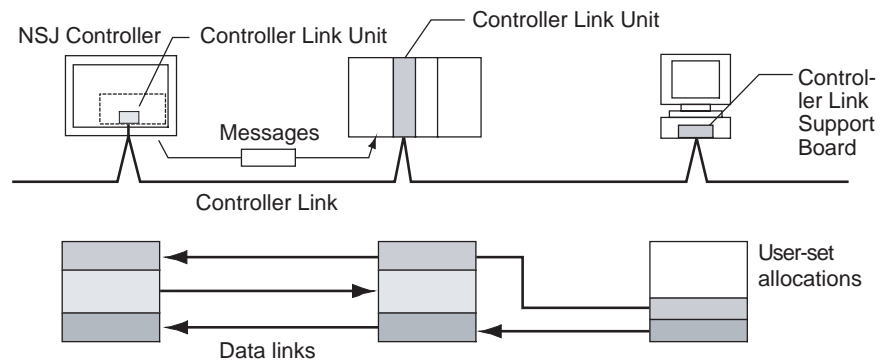 NSJ Controller
Controller Link Unit
Controller Link Unit
Control-
ler Link
Support
Board
Messages
Controller Link
User-set
allocations
Data links